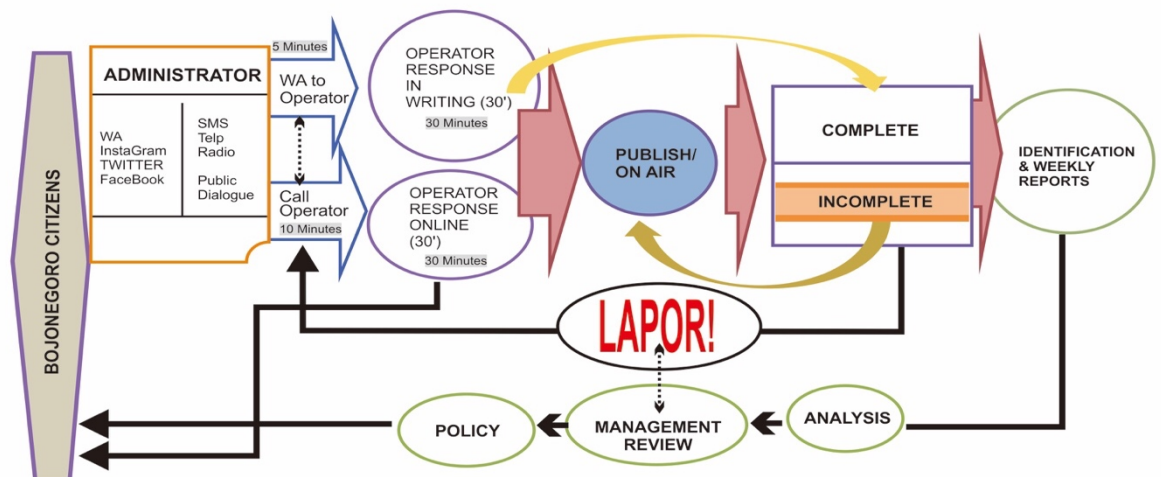 BOJONEGORO CITIZENS
ADMINISTRATOR
WA
InstaGram
TWITTER
FaceBook
SMS
Telp
Radio
Public
Dialogue
5 Minutes
WA to
Operator
Call
Operator
10 Minutes
OPERATOR
RESPONSE
IN
WRITING (30')
30 Minutes
OPERATOR
RESPONSE
ONLINE
(30')
30 Minutes
PUBLISH/
ON AIR
COMPLETE
INCOMPLETE
IDENTIFICATION
& WEEKLY
REPORTS
LAPOR!
POLICY
MANAGEMENT
REVIEW
ANALYSIS